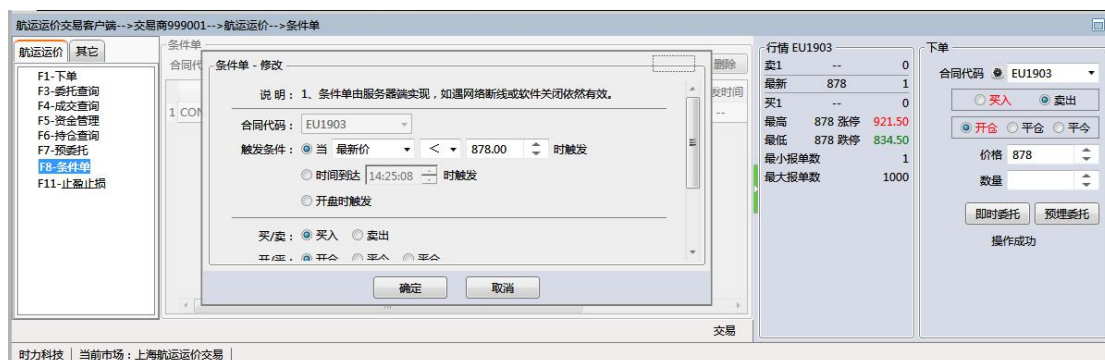 航运运价交易客户端-->交易商999001-->航运运价-->条件单
航运运价 其它
F1-下单
F3-委托查询
F4-成交查询
F5-资金管理
F6-持仓查询
F7-预委托
F8-条件单
F11-止盈止损
条件单
合同代
删除
发时间
1 CON
--
条件单 - 修改
说明：1、条件单由服务器端实现，如遇网络断线或软件关闭依然有效。
合同代码： EU1903
触发条件： 当 最新价 < 878.00 时触发
时间到达 14:25:08 时触发
开盘时触发
买/卖： 买入 卖出
开/平： 开仓 平仓 平今
确定 取消
交易
行情 EU1903
卖1 -- 0
最新 878 1
买1 -- 0
最高 878 涨停 921.50
最低 878 跌停 834.50
最小报单数 1
最大报单数 1000
下单
合同代码 EU1903
买入 卖出
开仓 平仓 平今
价格 878
数量
即时委托 预埋委托
操作成功
时力科技 当前市场：上海航运运价交易